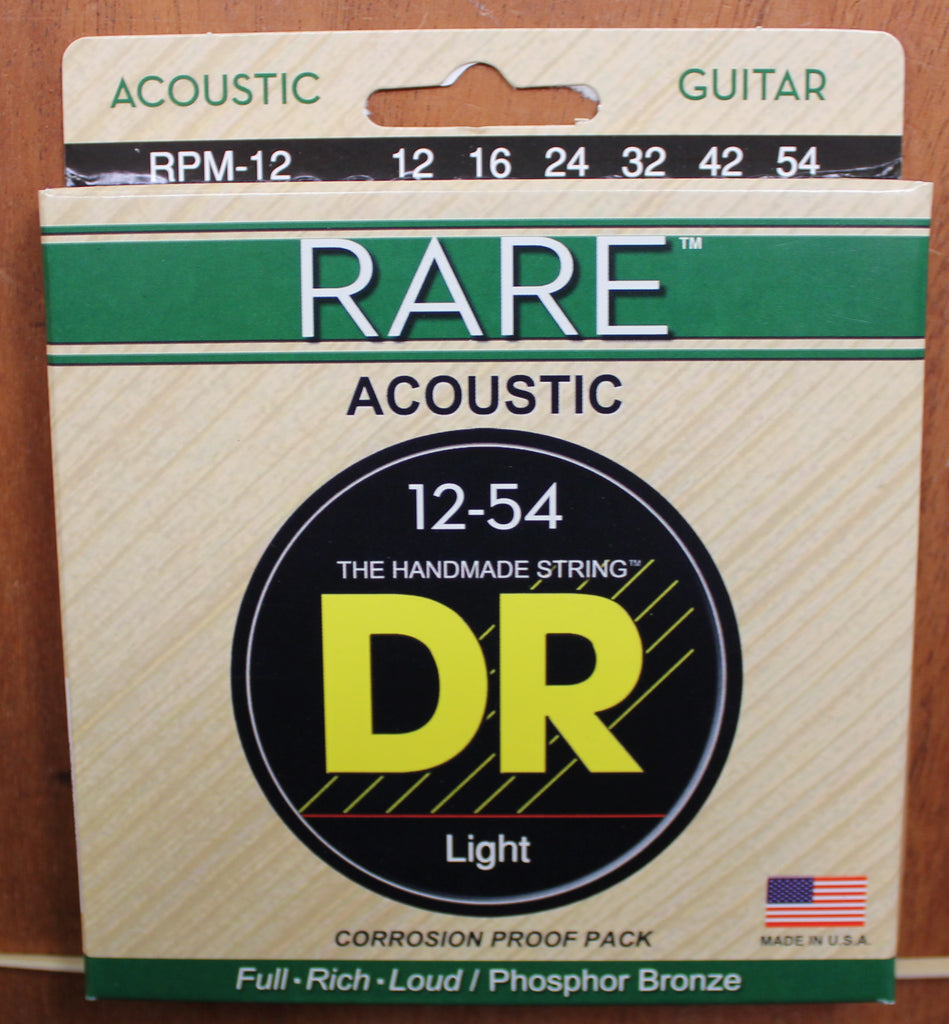 ACOUSTIC GUITAR
RPM-12 12 16 24 32 42 54
RARE™
ACOUSTIC
12-54
THE HANDMADE STRING™
DR
Light
MADE IN U.S.A.
CORROSION PROOF PACK
Full • Rich • Loud / Phosphor Bronze